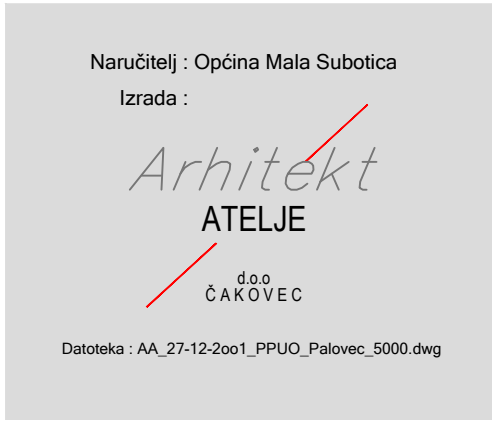 Naručitelj : Općina Mala Subotica
Izrada :
Arhitekt
ATELJE
d.o.o
ČAKOVEC
Datoteka : AA_27-12-2oo1_PPUO_Palovec_5000.dwg